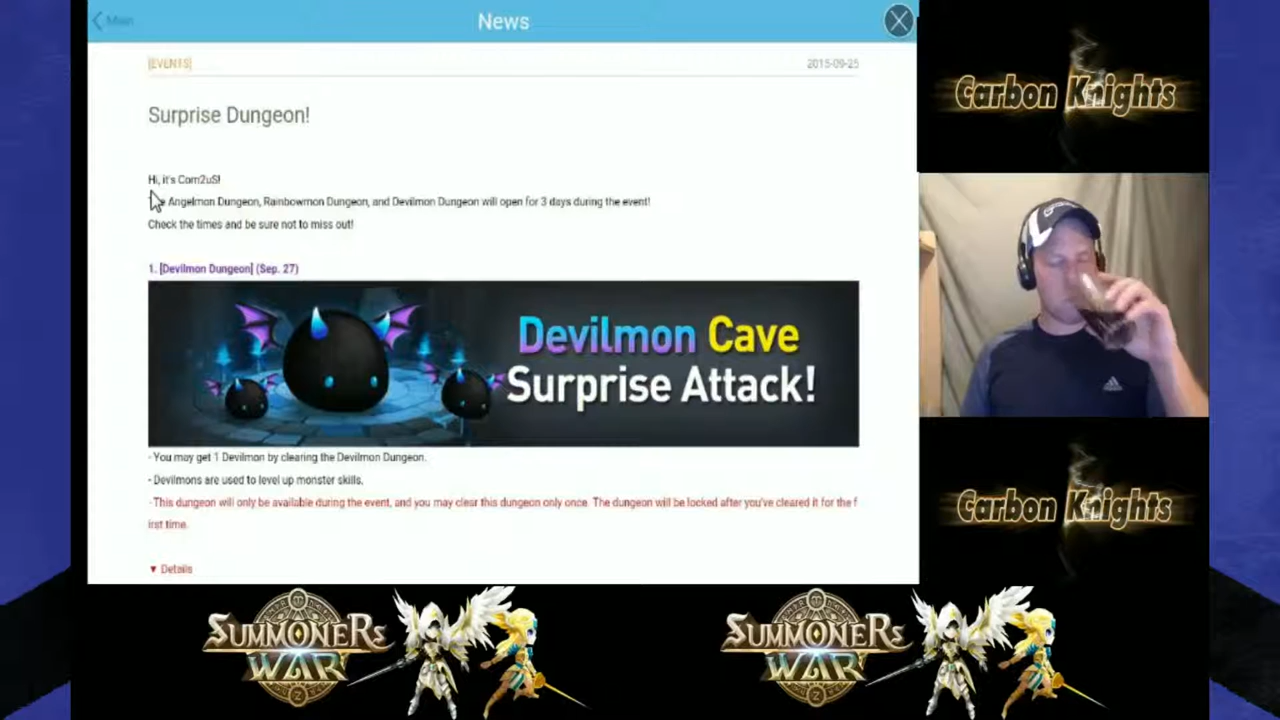 Main
News
[EVENTS]
2015-09-25
Surprise Dungeon!
Hi, it's Com2uS!
Angelmon Dungeon, Rainbowmon Dungeon, and Devilmon Dungeon will open for 3 days during the event!
Check the times and be sure not to miss out!
1. [Devilmon Dungeon] (Sep. 27)
Devilmon Cave
Surprise Attack!
- You may get 1 Devilmon by clearing the Devilmon Dungeon.
- Devilmons are used to level up monster skills.
- This dungeon will only be available during the event, and you may clear this dungeon only once. The dungeon will be locked after you've cleared it for the f
irst time.
▼ Details
Carbon Knights
Carbon Knights
SUMMONERS
WAR
SUMMONERS
WAR